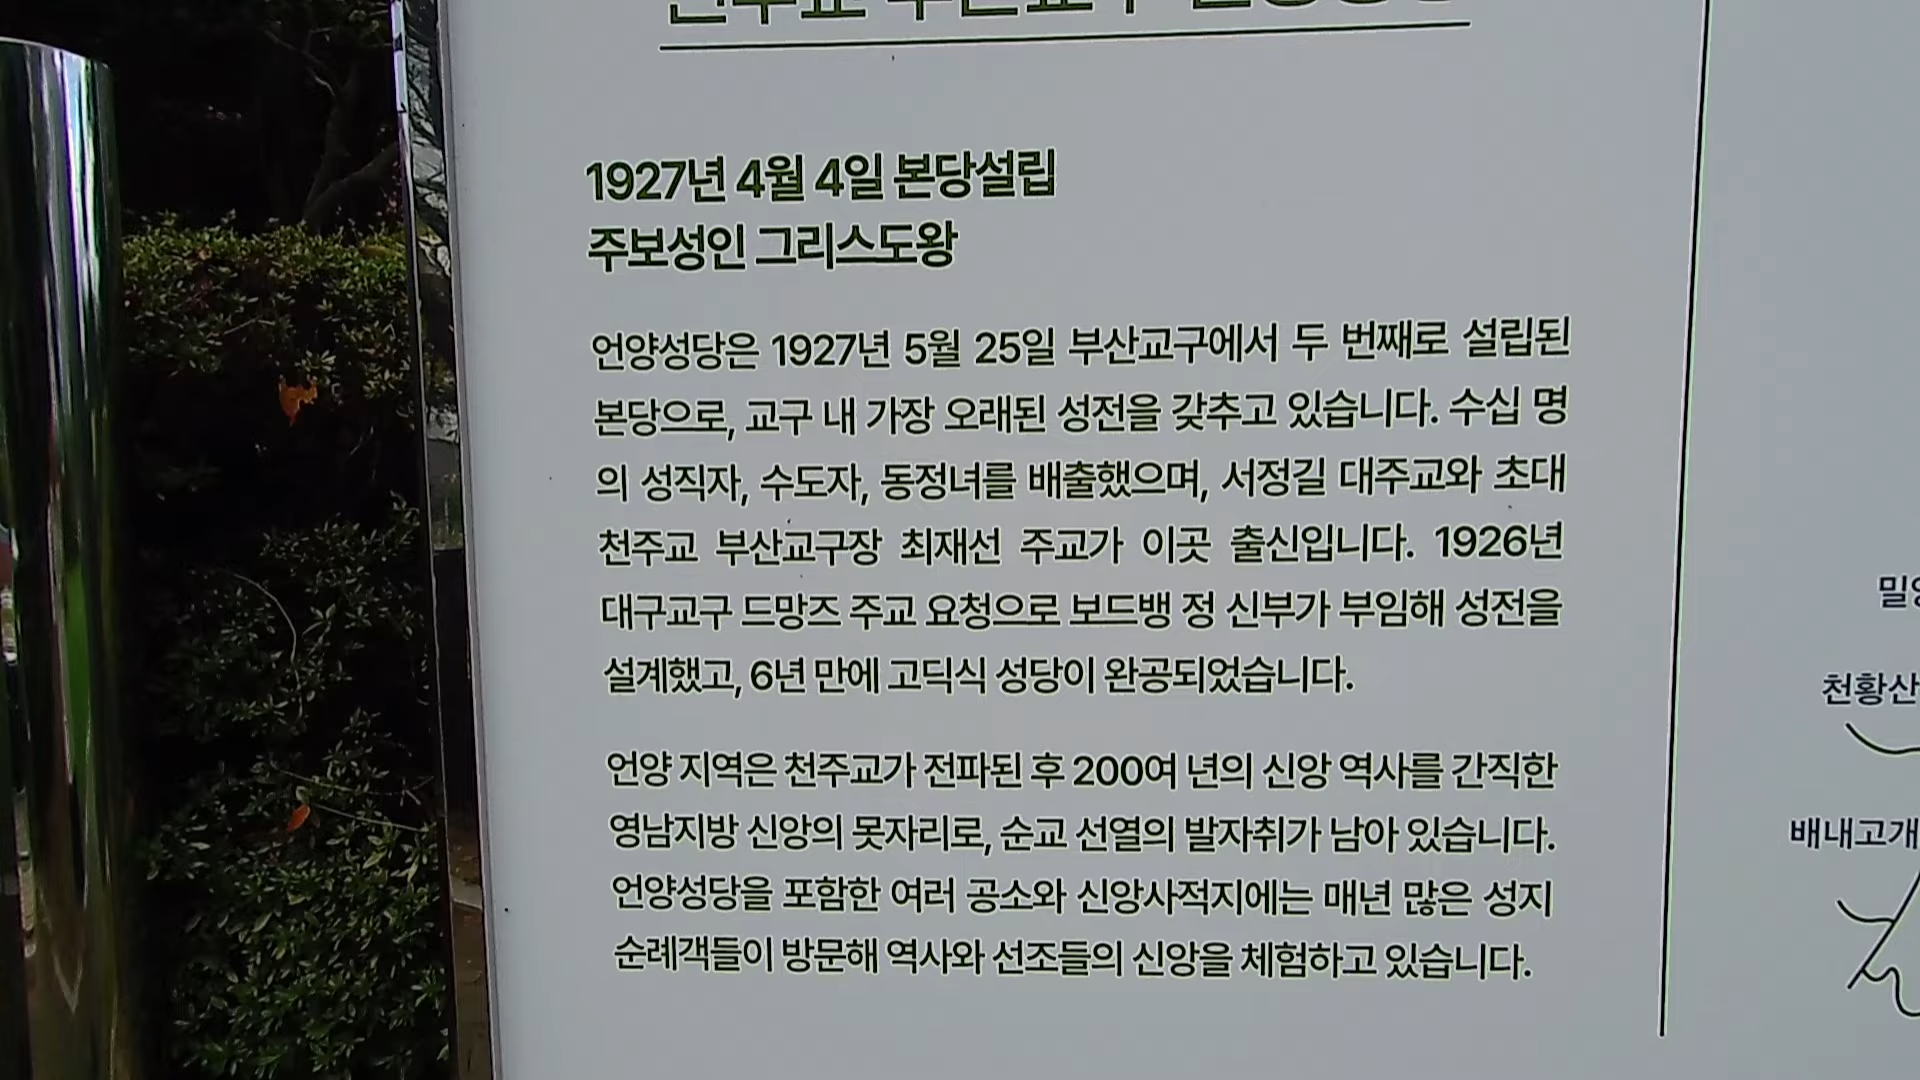 천주교 부산교구 언양성당
1927년 4월 4일 본당설립
주보성인 그리스도왕
언양성당은 1927년 5월 25일 부산교구에서 두 번째로 설립된
본당으로, 교구 내 가장 오래된 성전을 갖추고 있습니다. 수십 명
의 성직자, 수도자, 동정녀를 배출했으며, 서정길 대주교와 초대
천주교 부산교구장 최재선 주교가 이곳 출신입니다. 1926년
대구교구 드망즈 주교 요청으로 보드뱅 정 신부가 부임해 성전을
설계했고, 6년 만에 고딕식 성당이 완공되었습니다.
언양 지역은 천주교가 전파된 후 200여 년의 신앙 역사를 간직한
영남지방 신앙의 못자리로, 순교 선열의 발자취가 남아 있습니다.
언양성당을 포함한 여러 공소와 신앙사적지에는 매년 많은 성지
순례객들이 방문해 역사와 선조들의 신앙을 체험하고 있습니다.
천황산
배내고개